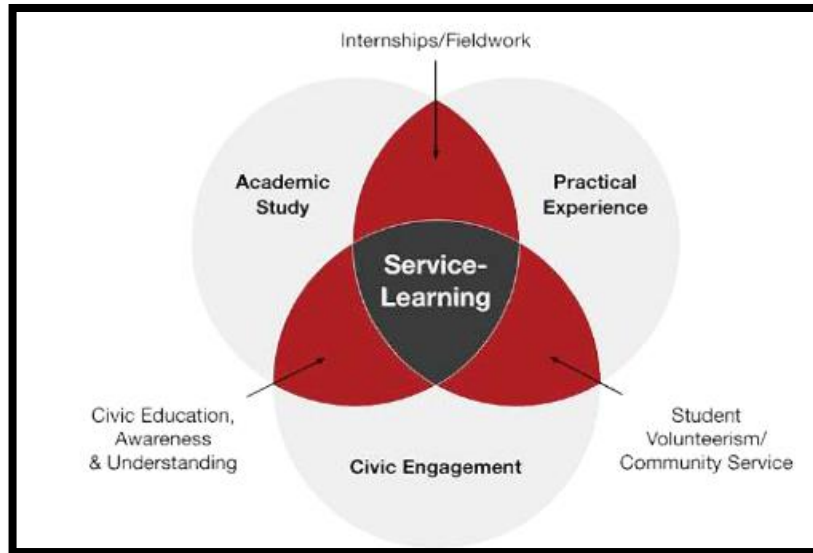 Internships/Fieldwork
Academic
Study
Practical
Experience
Service-
Learning
Civic Education,
Awareness
& Understanding
Civic Engagement
Student
Volunteerism/
Community Service